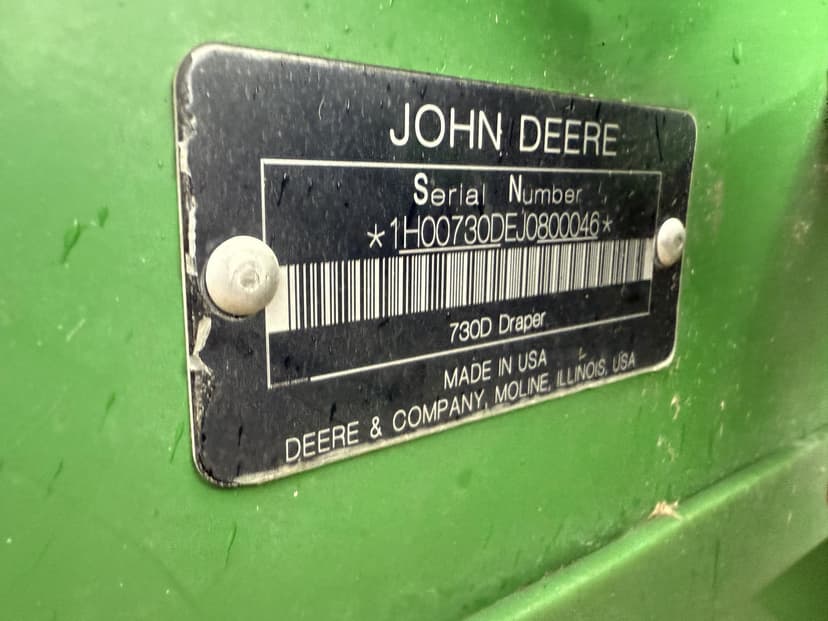 JOHN DEERE
Serial Number
*1H00730DEJ0800046*
730D Draper
MADE IN USA
DEERE & COMPANY, MOLINE, ILLINOIS, USA